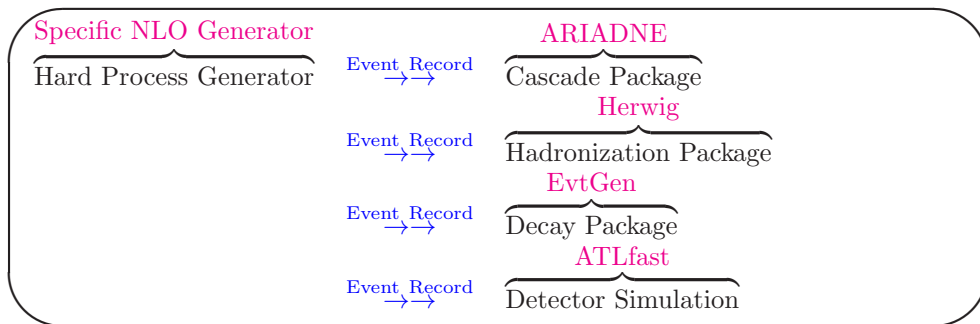 Specific NLO Generator ARIADNE
Hard Process Generator Event Record →→ Cascade Package
Herwig
Event Record →→ Hadronization Package
EvtGen
Event Record →→ Decay Package
ATLfast
Event Record →→ Detector Simulation